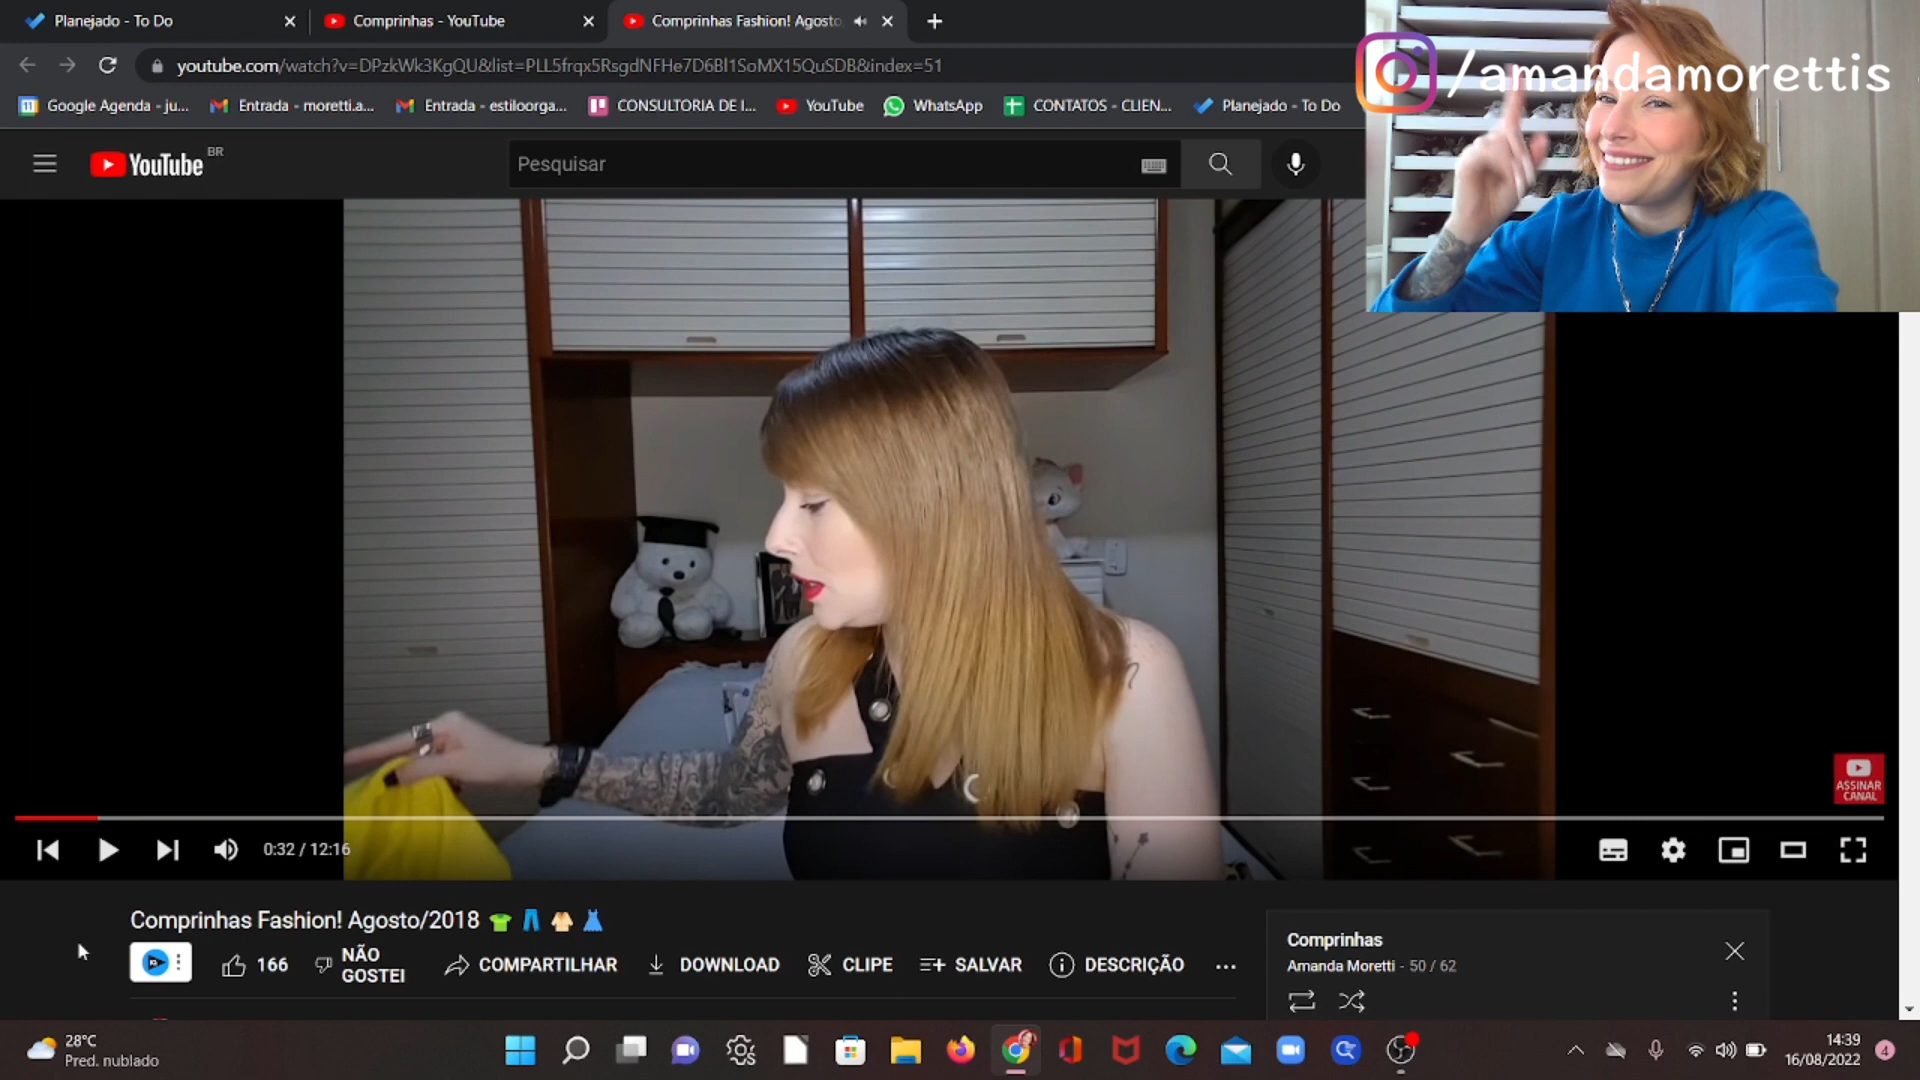 Planejado - To Do
Comprinhas - YouTube
Comprinhas Fashion! Agosto
youtube.com/watch?v=DPzkWk3KgQU&list=PLL5frqx5RsgdNFHe7D6Bl1SoMX15QuSDB&index=51
/amandamorettis
Google Agenda - ju...
Entrada - moretti.a...
Entrada - estiloorga...
CONSULTORIA DE I...
YouTube
WhatsApp
CONTATOS - CLIEN...
Planejado - To Do
YouTube BR
Pesquisar
ASSINAR
CANAL
0:32 / 12:16
Comprinhas Fashion! Agosto/2018
166
NÃO
GOSTEI
COMPARTILHAR
DOWNLOAD
CLIPE
SALVAR
DESCRIÇÃO
Comprinhas
Amanda Moretti - 50 / 62
28°C
Pred. nublado
14:39
16/08/2022
4